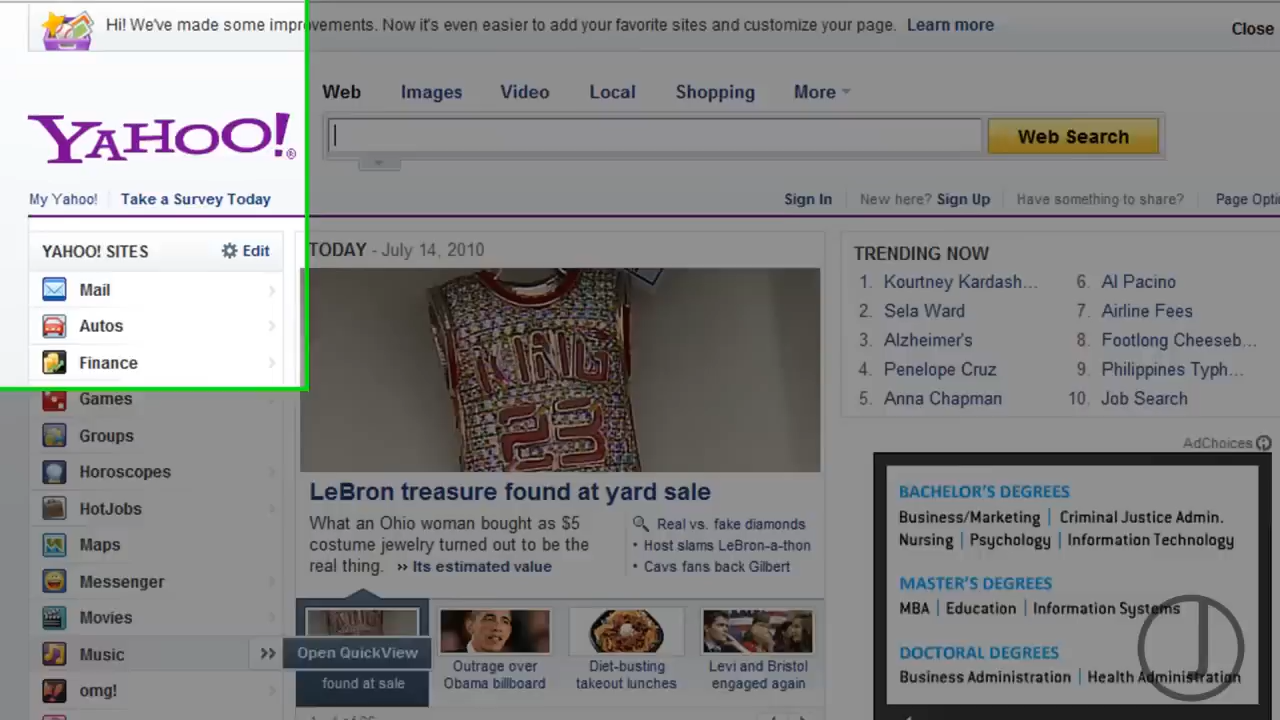 Hi! We've made some improvements. Now it's even easier to add your favorite sites and customize your page. Learn more
Close
Web Images Video Local Shopping More
YAHOO!®
Web Search
My Yahoo! Take a Survey Today
Sign In New here? Sign Up Have something to share? Page Opti
YAHOO! SITES Edit
Mail
Autos
Finance
Games
Groups
Horoscopes
HotJobs
Maps
Messenger
Movies
Music
omg!
Open QuickView
TODAY - July 14, 2010
KING
23
LeBron treasure found at yard sale
What an Ohio woman bought as $5
costume jewelry turned out to be the
real thing. » Its estimated value
Real vs. fake diamonds
• Host slams LeBron-a-thon
• Cavs fans back Gilbert
found at sale
Outrage over
Obama billboard
Diet-busting
takeout lunches
Levi and Bristol
engaged again
TRENDING NOW
1. Kourtney Kardash...
2. Sela Ward
3. Alzheimer's
4. Penelope Cruz
5. Anna Chapman
6. Al Pacino
7. Airline Fees
8. Footlong Cheeseb...
9. Philippines Typh...
10. Job Search
AdChoices
BACHELOR'S DEGREES
Business/Marketing | Criminal Justice Admin.
Nursing | Psychology | Information Technology
MASTER'S DEGREES
MBA | Education | Information Systems
DOCTORAL DEGREES
Business Administration | Health Administration
J